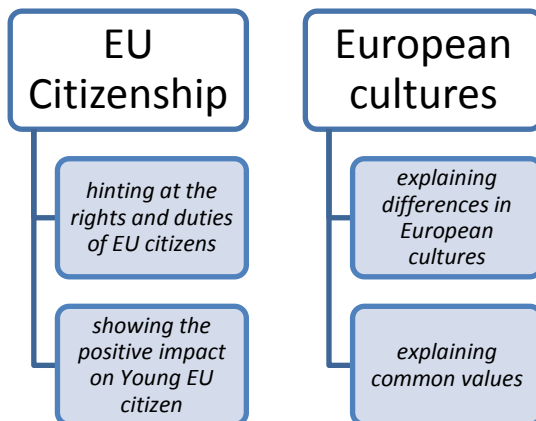 EU
Citizenship
hinting at the
rights and duties
of EU citizens
showing the
positive impact
on Young EU
citizen
European
cultures
explaining
differences in
European
cultures
explaining
common values